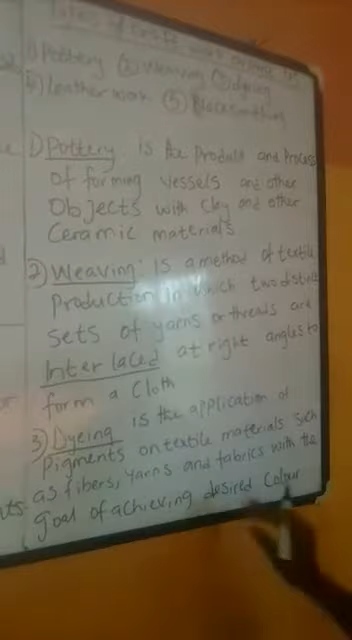 Types of craft work
1) Pottery (2) Weaving (3) dyeing
4) Leather work (5) Blacksmithing
1) Pottery is the Product and Process
of forming vessels and other
Objects with Clay and other
Ceramic materials
2) Weaving: is a method of textile
Production in which two distinct
sets of yarns or threads are
Interlaced at right angles to
form a Cloth
3) Dyeing is the application of
Pigments on textile materials such
as fibers, yarns and fabrics with the
goal of achieving desired Colour